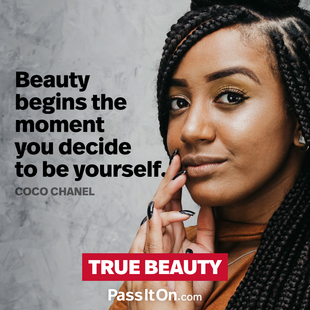 Beauty
begins the
moment
you decide
to be yourself.
COCO CHANEL
TRUE BEAUTY
PassItOn.com